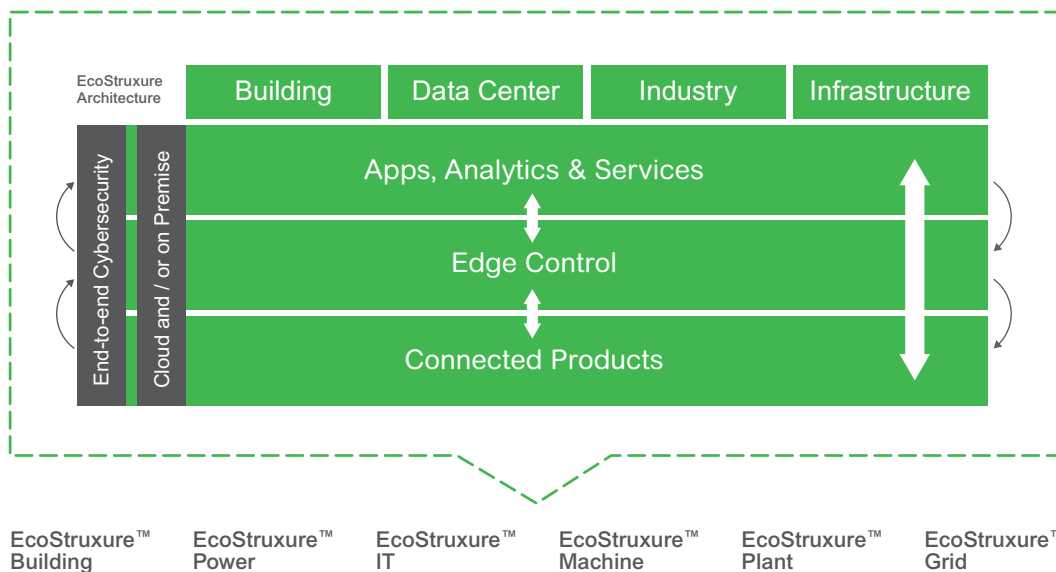 EcoStruxure
Architecture
Building
Data Center
Industry
Infrastructure
End-to-end Cybersecurity
Cloud and / or on Premise
Apps, Analytics & Services
Edge Control
Connected Products
EcoStruxure™
Building
EcoStruxure™
Power
EcoStruxure™
IT
EcoStruxure™
Machine
EcoStruxure™
Plant
EcoStruxure™
Grid